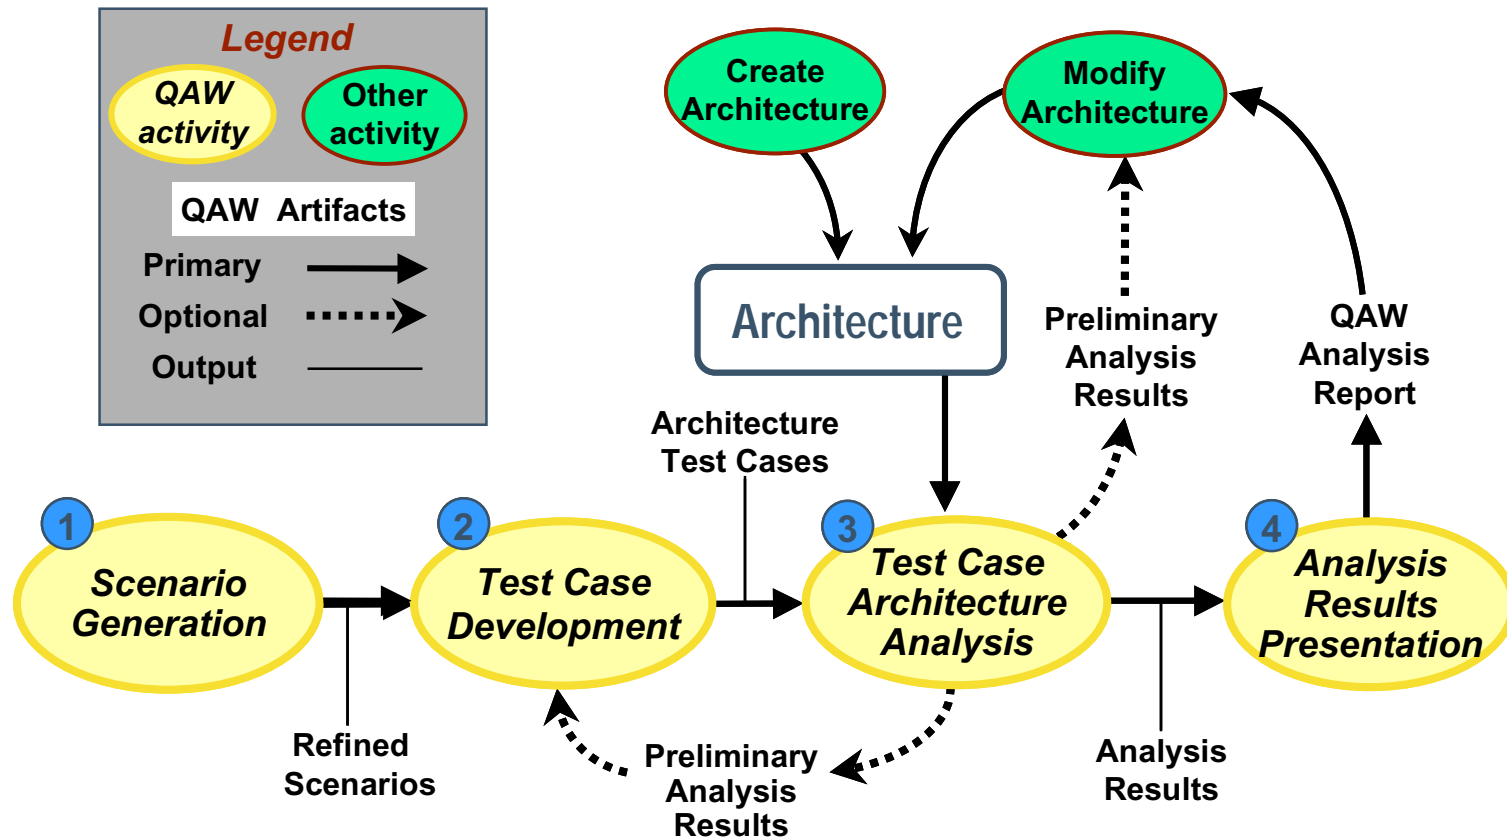 Legend
QAW
activity
Other
activity
QAW Artifacts
Primary
Optional
Output
Create
Architecture
Modify
Architecture
Architecture
Preliminary
Analysis
Results
QAW
Analysis
Report
Architecture
Test Cases
1
Scenario
Generation
2
Test Case
Development
3
Test Case
Architecture
Analysis
4
Analysis
Results
Presentation
Refined
Scenarios
Preliminary
Analysis
Results
Analysis
Results